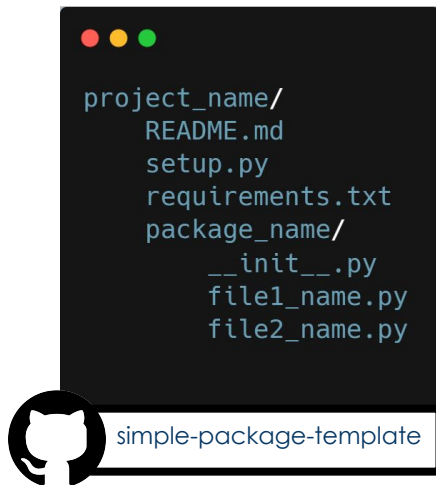 project_name/
README.md
setup.py
requirements.txt
package_name/
__init__.py
file1_name.py
file2_name.py
simple-package-template